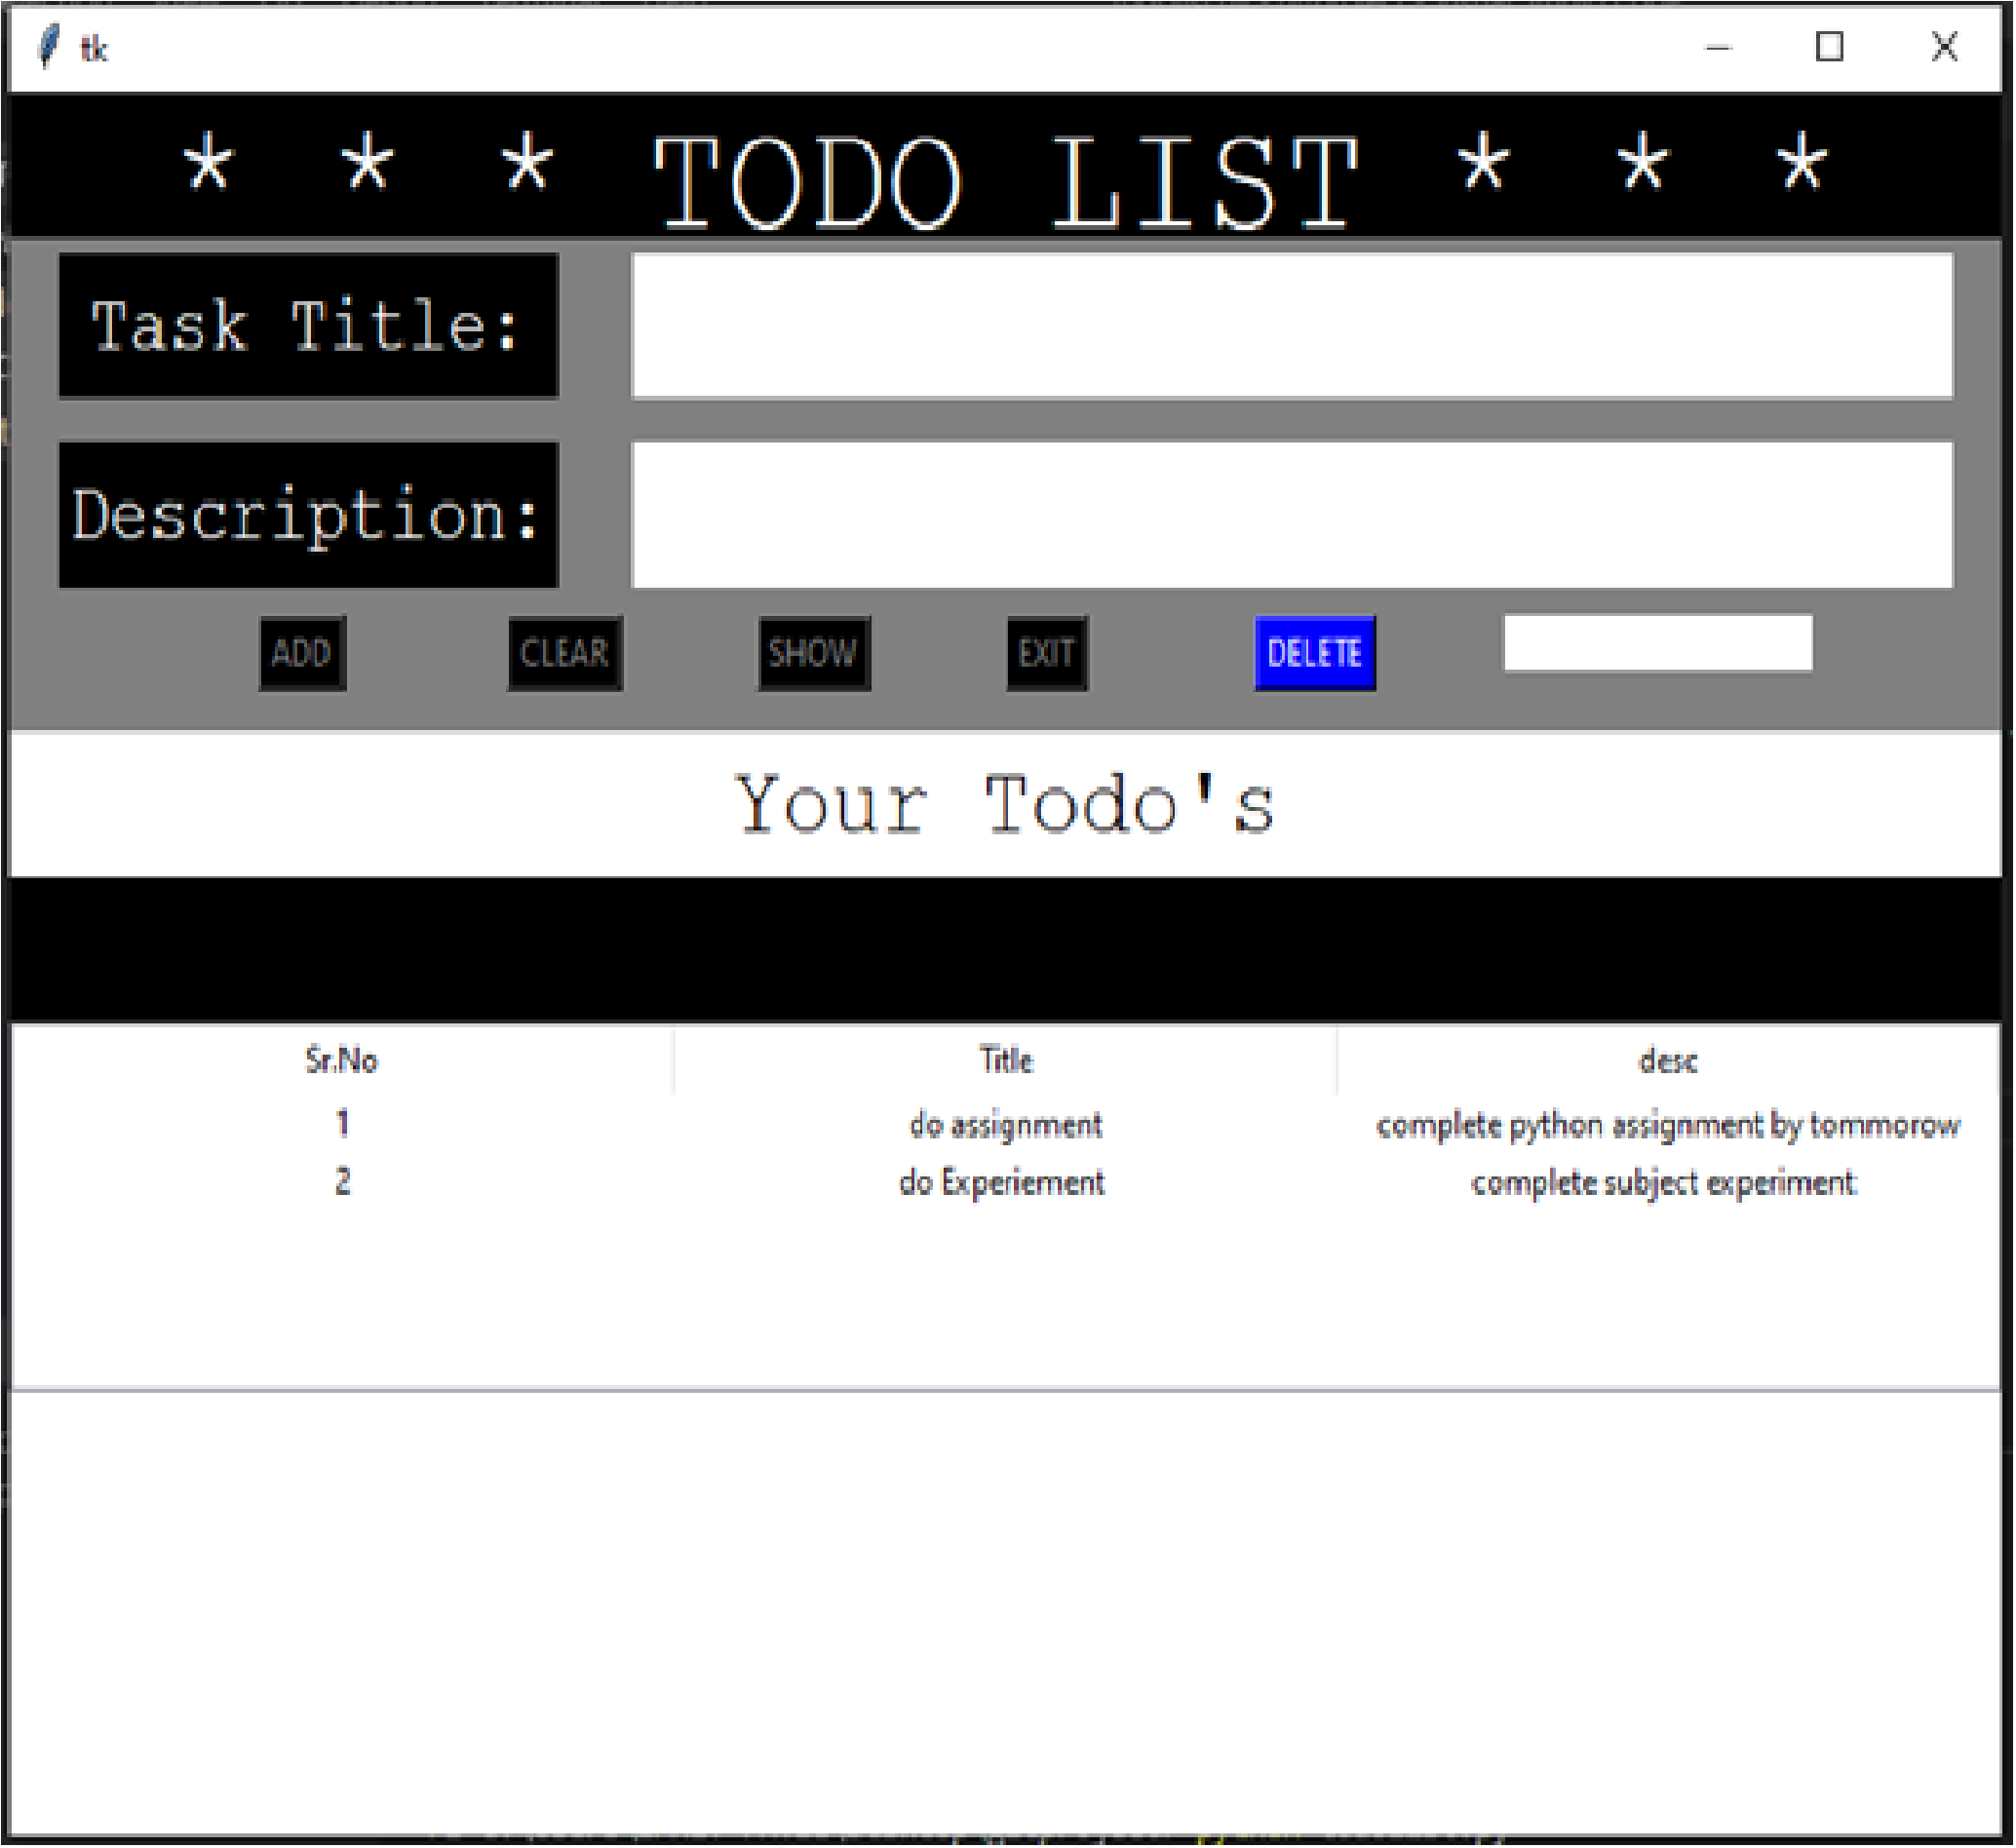 tk
* * * TODO LIST * * *
Task Title:
Description:
ADD CLEAR SHOW EXIT DELETE
Your Todo's
Sr.No Title desc
1 do assignment complete python assignment by tommorow
2 do Experiement complete subject experiment